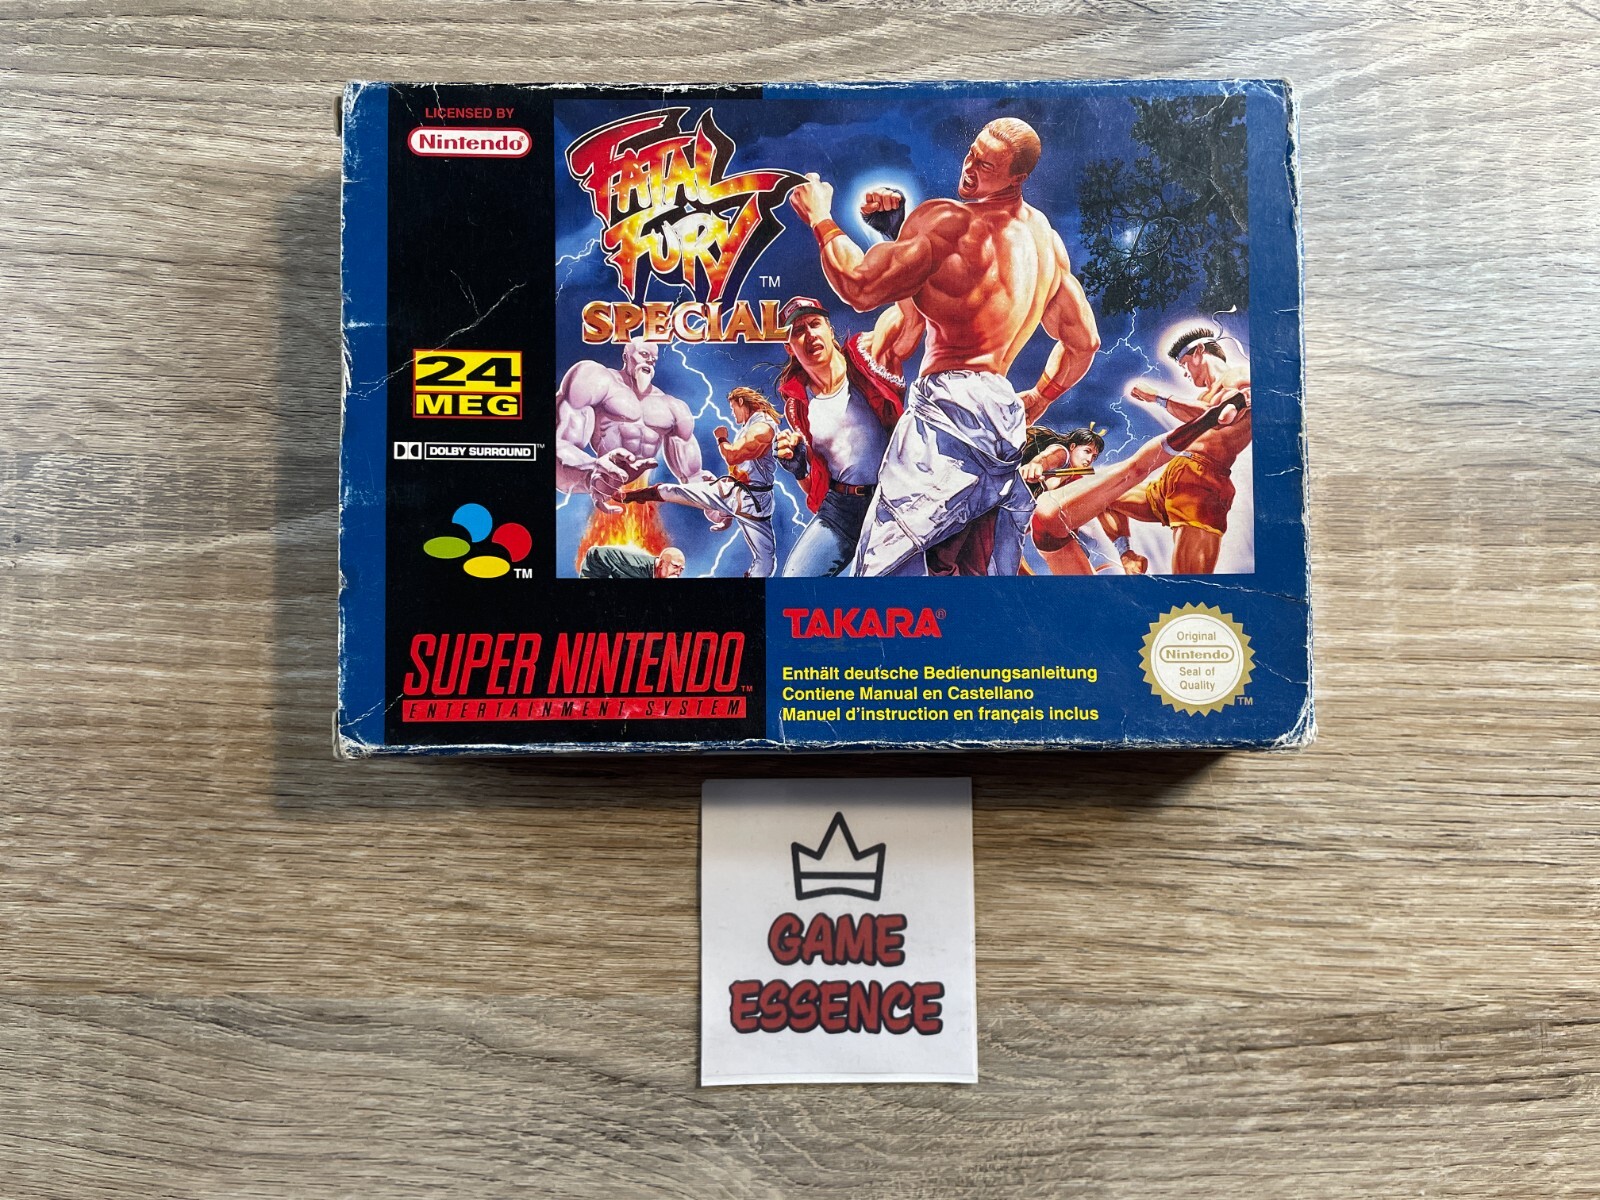 LICENSED BY
Nintendo®
FATAL
FURY
TM
SPECIAL
24
MEG
DOLBY SURROUND TM
TM
SUPER NINTENDO TM
ENTERTAINMENT SYSTEM
TAKARA®
Enthält deutsche Bedienungsanleitung
Contiene Manual en Castellano
Manuel d'instruction en français inclus
Original
Nintendo
Seal of
Quality
TM
GAME
ESSENCE